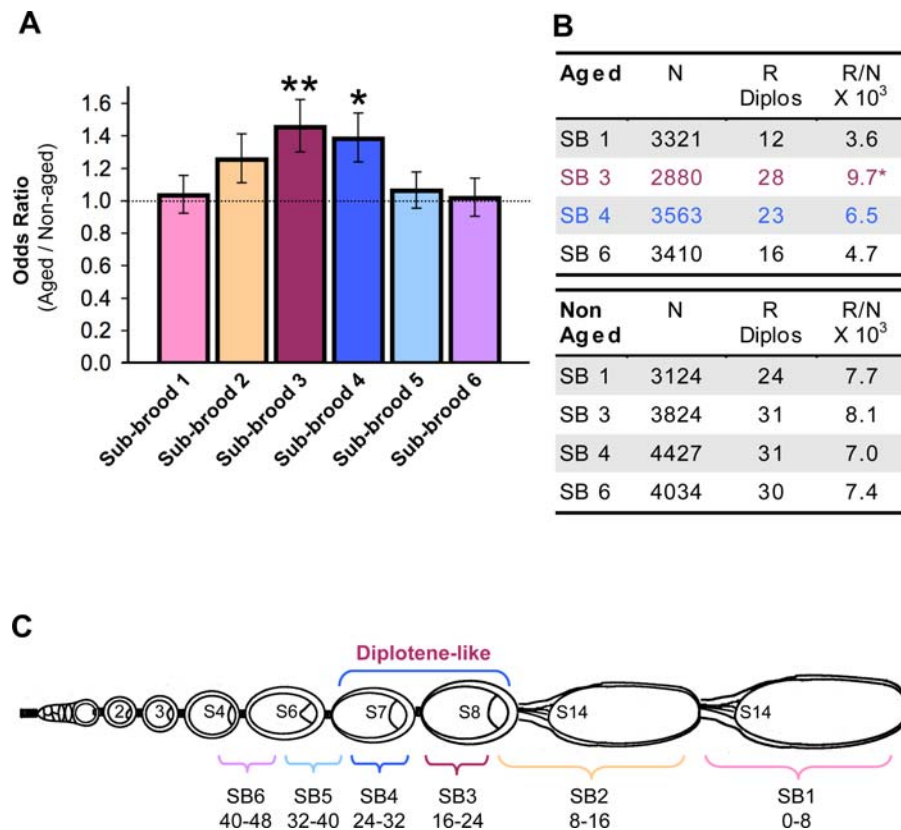 A
Odds Ratio
(Aged / Non-aged)
1.6
1.4
1.2
1.0
0.8
0.6
0.4
0.2
0.0
**
*
Sub-brood 1
Sub-brood 2
Sub-brood 3
Sub-brood 4
Sub-brood 5
Sub-brood 6
B
Aged N R Diplos R/N X 10³
SB 1 3321 12 3.6
SB 3 2880 28 9.7*
SB 4 3563 23 6.5
SB 6 3410 16 4.7
Non Aged N R Diplos R/N X 10³
SB 1 3124 24 7.7
SB 3 3824 31 8.1
SB 4 4427 31 7.0
SB 6 4034 30 7.4
C
Diplotene-like
2 3 S4 S6 S7 S8 S14 S14
SB6 SB5 SB4 SB3 SB2 SB1
40-48 32-40 24-32 16-24 8-16 0-8